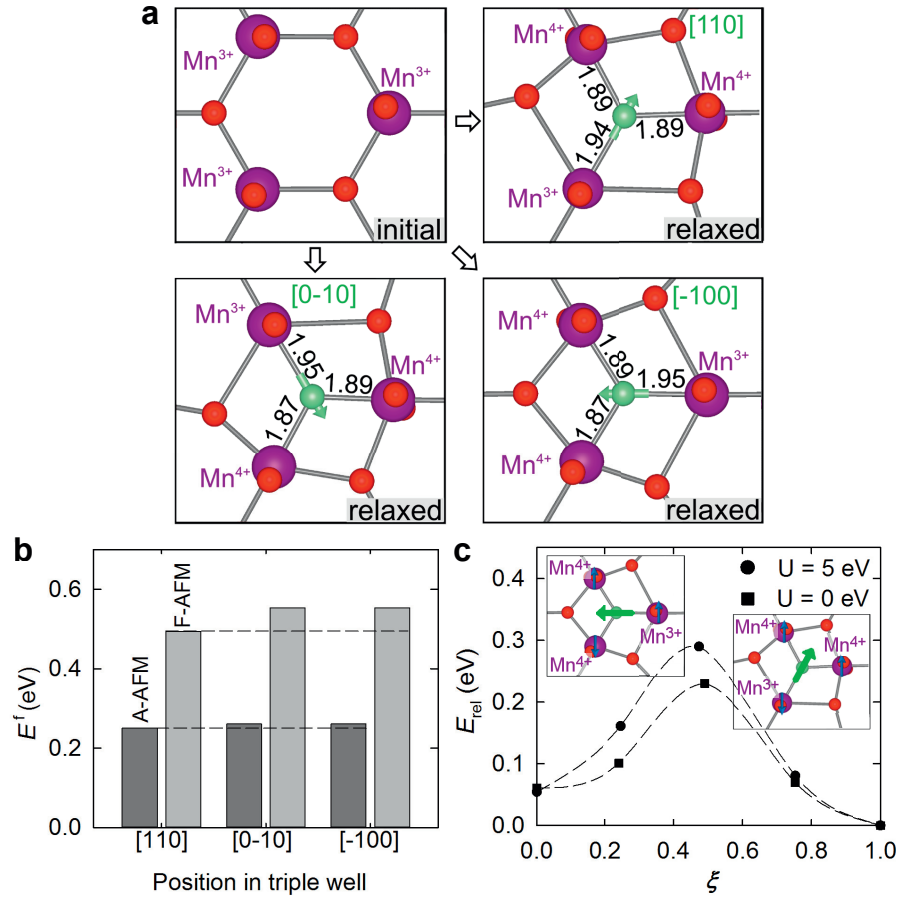 a
Mn3+
Mn3+
Mn3+
initial
Mn4+
[110]
Mn4+
1.89
1.94
1.89
Mn3+
relaxed
[0-10]
Mn3+
1.95
Mn4+
1.89
1.87
Mn4+
relaxed
[-100]
Mn4+
Mn3+
1.89
1.95
1.87
Mn4+
relaxed
b
0.6
0.4
0.2
0.0
Ef (eV)
A-AFM
F-AFM
[110]
[0-10]
[-100]
Position in triple well
c
0.4
0.3
0.2
0.1
0.0
Erel (eV)
Mn4+
Mn3+
Mn4+
U = 5 eV
U = 0 eV
Mn4+
Mn4+
Mn3+
0.0
0.2
0.4
0.6
0.8
1.0
ξ